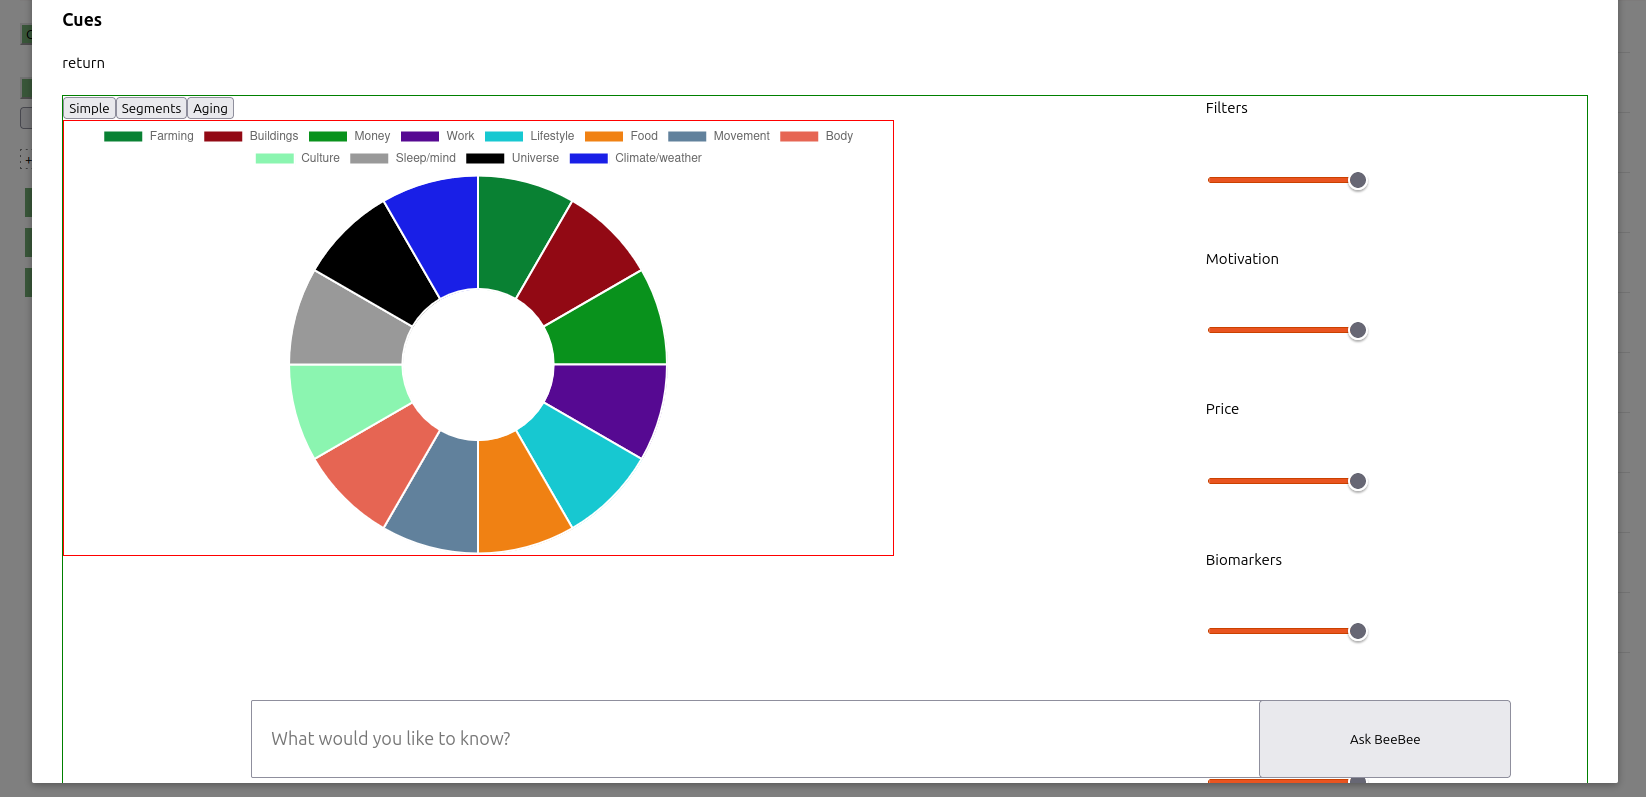 Cues
return
Simple Segments Aging
Farming Buildings Money Work Lifestyle Food Movement Body
Culture Sleep/mind Universe Climate/weather
Filters
Motivation
Price
Biomarkers
What would you like to know?
Ask BeeBee